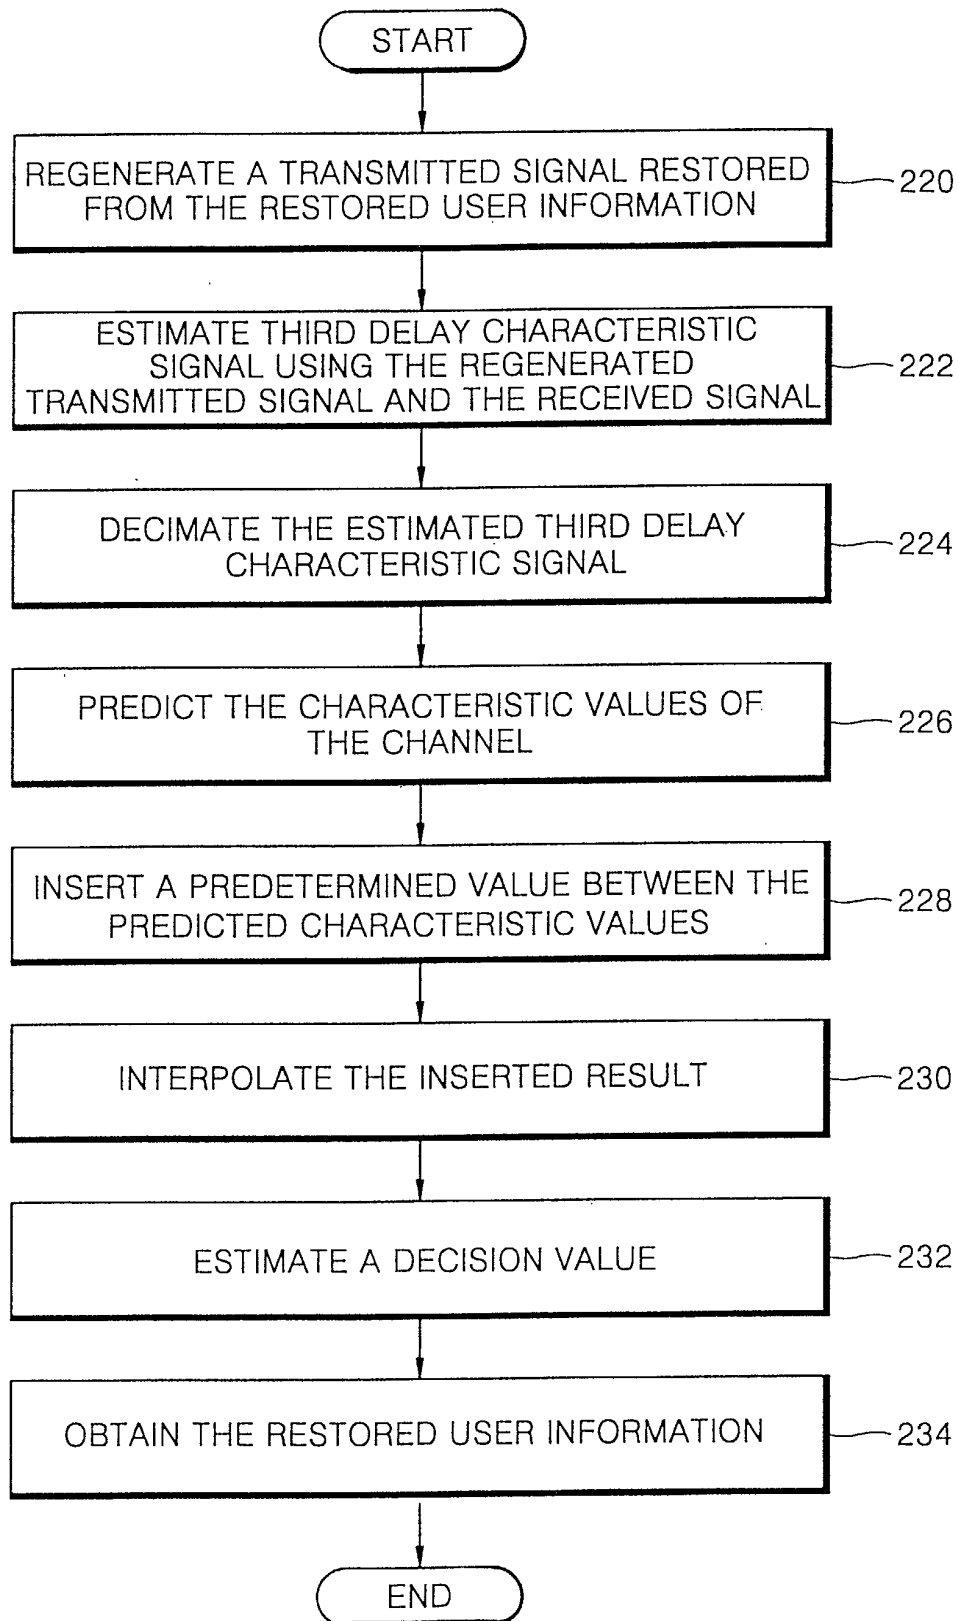 START
REGENERATE A TRANSMITTED SIGNAL RESTORED
FROM THE RESTORED USER INFORMATION
220
ESTIMATE THIRD DELAY CHARACTERISTIC
SIGNAL USING THE REGENERATED
TRANSMITTED SIGNAL AND THE RECEIVED SIGNAL
222
DECIMATE THE ESTIMATED THIRD DELAY
CHARACTERISTIC SIGNAL
224
PREDICT THE CHARACTERISTIC VALUES OF
THE CHANNEL
226
INSERT A PREDETERMINED VALUE BETWEEN THE
PREDICTED CHARACTERISTIC VALUES
228
INTERPOLATE THE INSERTED RESULT
230
ESTIMATE A DECISION VALUE
232
OBTAIN THE RESTORED USER INFORMATION
234
END